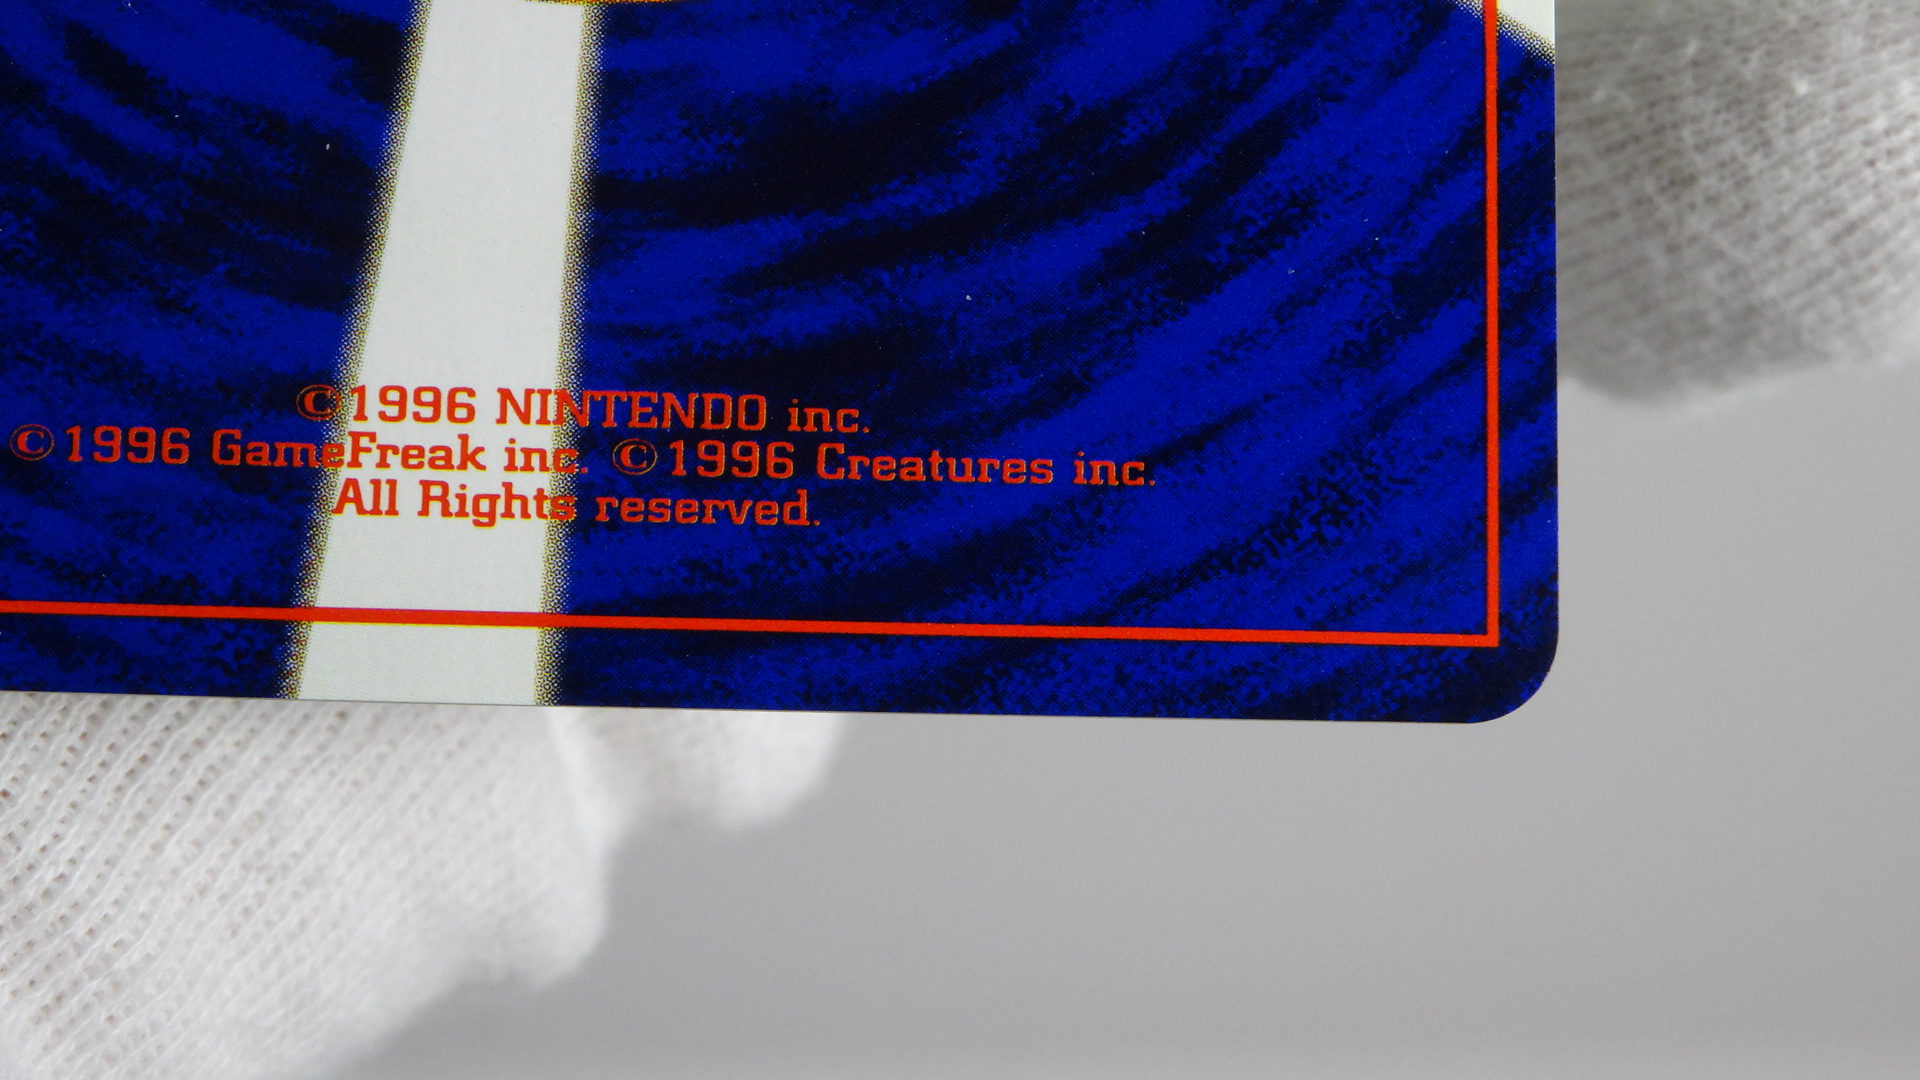 ©1996 NINTENDO inc.
©1996 GameFreak inc. ©1996 Creatures inc.
All Rights reserved.